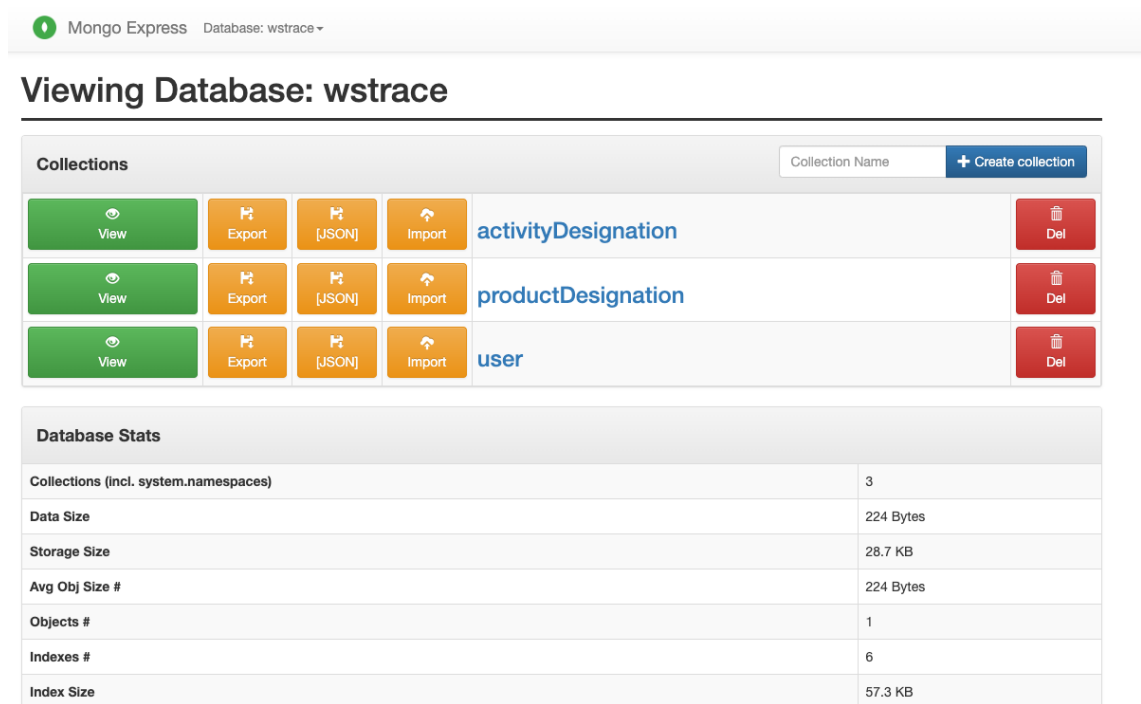 Mongo Express Database: wstrace
Viewing Database: wstrace
Collections
Collection Name
Create collection
View Export [JSON] Import activityDesignation Del
View Export [JSON] Import productDesignation Del
View Export [JSON] Import user Del
Database Stats
Collections (incl. system.namespaces) 3
Data Size 224 Bytes
Storage Size 28.7 KB
Avg Obj Size # 224 Bytes
Objects # 1
Indexes # 6
Index Size 57.3 KB